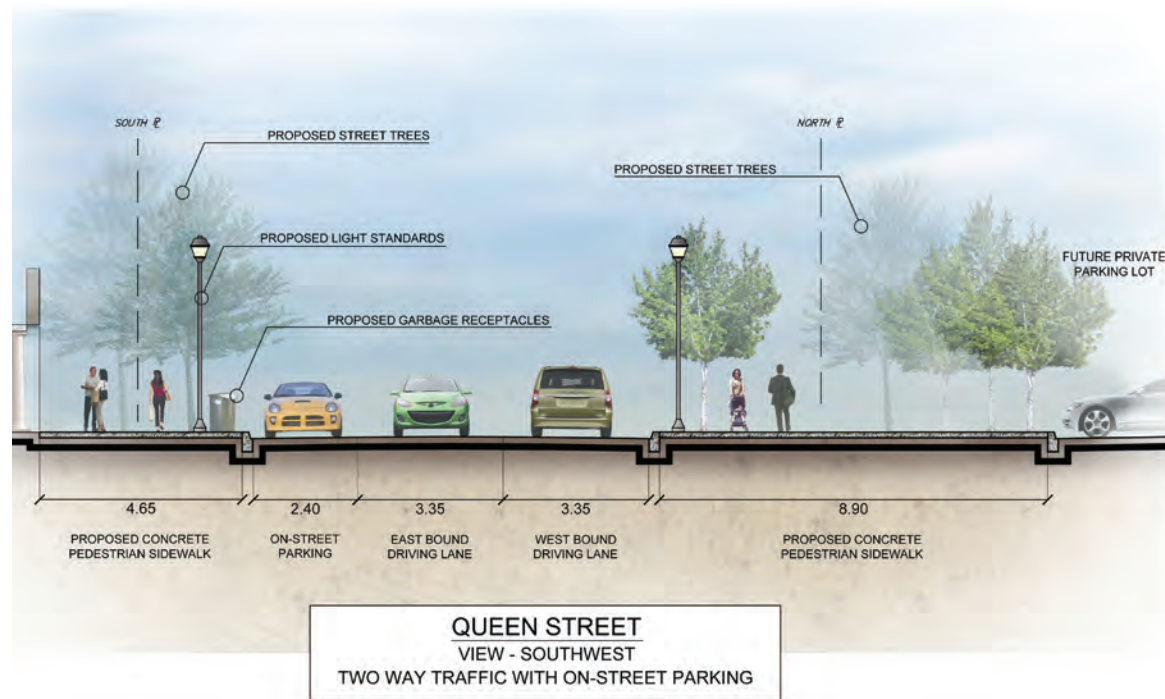 SOUTH ⅊
PROPOSED STREET TREES
NORTH ⅊
PROPOSED STREET TREES
PROPOSED LIGHT STANDARDS
FUTURE PRIVATE
PARKING LOT
PROPOSED GARBAGE RECEPTACLES
4.65
2.40
3.35
3.35
8.90
PROPOSED CONCRETE
PEDESTRIAN SIDEWALK
ON-STREET
PARKING
EAST BOUND
DRIVING LANE
WEST BOUND
DRIVING LANE
PROPOSED CONCRETE
PEDESTRIAN SIDEWALK
QUEEN STREET
VIEW - SOUTHWEST
TWO WAY TRAFFIC WITH ON-STREET PARKING